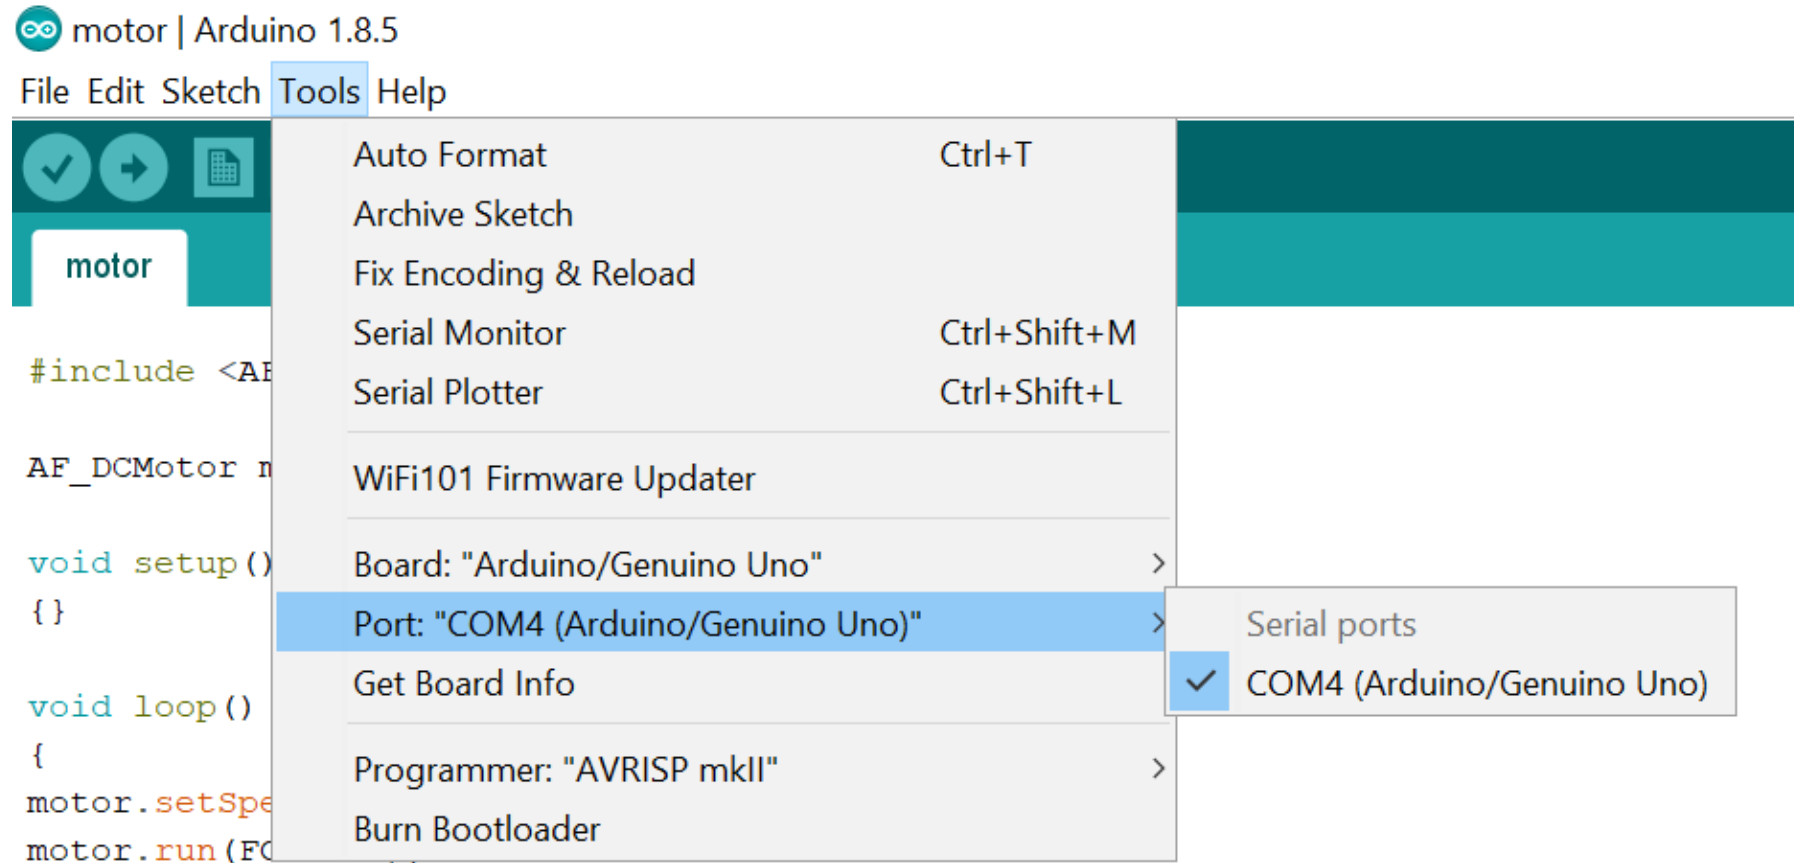 motor | Arduino 1.8.5
File Edit Sketch Tools Help
Auto Format Ctrl+T
Archive Sketch
Fix Encoding & Reload
Serial Monitor Ctrl+Shift+M
Serial Plotter Ctrl+Shift+L
WiFi101 Firmware Updater
Board: "Arduino/Genuino Uno"
Port: "COM4 (Arduino/Genuino Uno)"
Get Board Info
Programmer: "AVRISP mkII"
Burn Bootloader
Serial ports
COM4 (Arduino/Genuino Uno)
motor
#include <
AF_DCMotor
void setup()
{}
void loop()
{
motor.setSpe
motor.run(